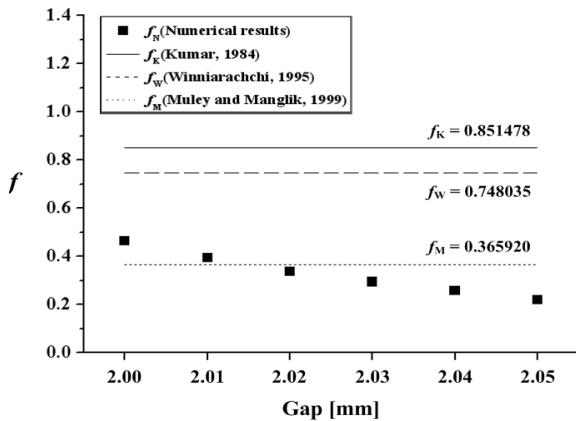 f_N(Numerical results)
f_K(Kumar, 1984)
f_W(Winniarachchi, 1995)
f_M(Muley and Manglik, 1999)
1.4
1.2
1.0
0.8
0.6
0.4
0.2
0.0
f
f_K = 0.851478
f_W = 0.748035
f_M = 0.365920
2.00 2.01 2.02 2.03 2.04 2.05
Gap [mm]